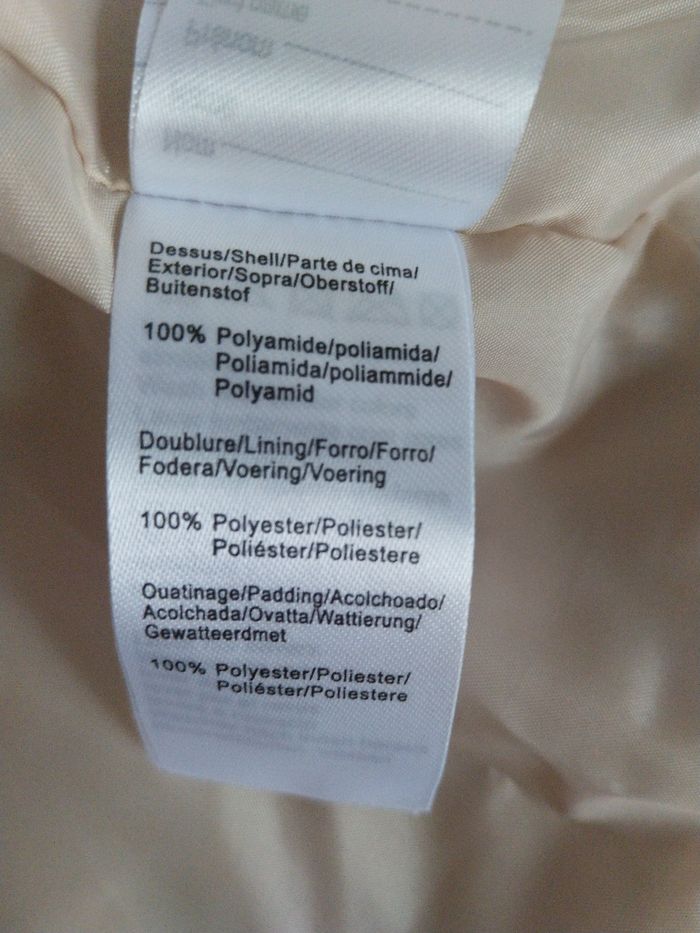 Dessus/Shell/Parte de cima/
Exterior/Sopra/Oberstoff/
Buitenstof
100% Polyamide/poliamida/
Poliamida/poliammide/
Polyamid
Doublure/Lining/Forro/Forro/
Fodera/Voering/Voering
100% Polyester/Poliester/
Poliéster/Poliestere
Ouatinage/Padding/Acolchoado/
Acolchada/Ovatta/Wattierung/
Gewatteerdmet
100% Polyester/Poliester/
Poliéster/Poliestere